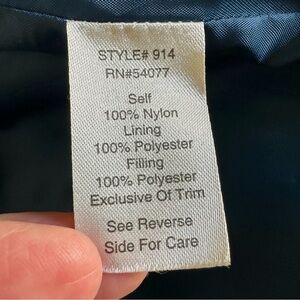 STYLE# 914
RN#54077
Self
100% Nylon
Lining
100% Polyester
Filling
100% Polyester
Exclusive Of Trim
See Reverse
Side For Care